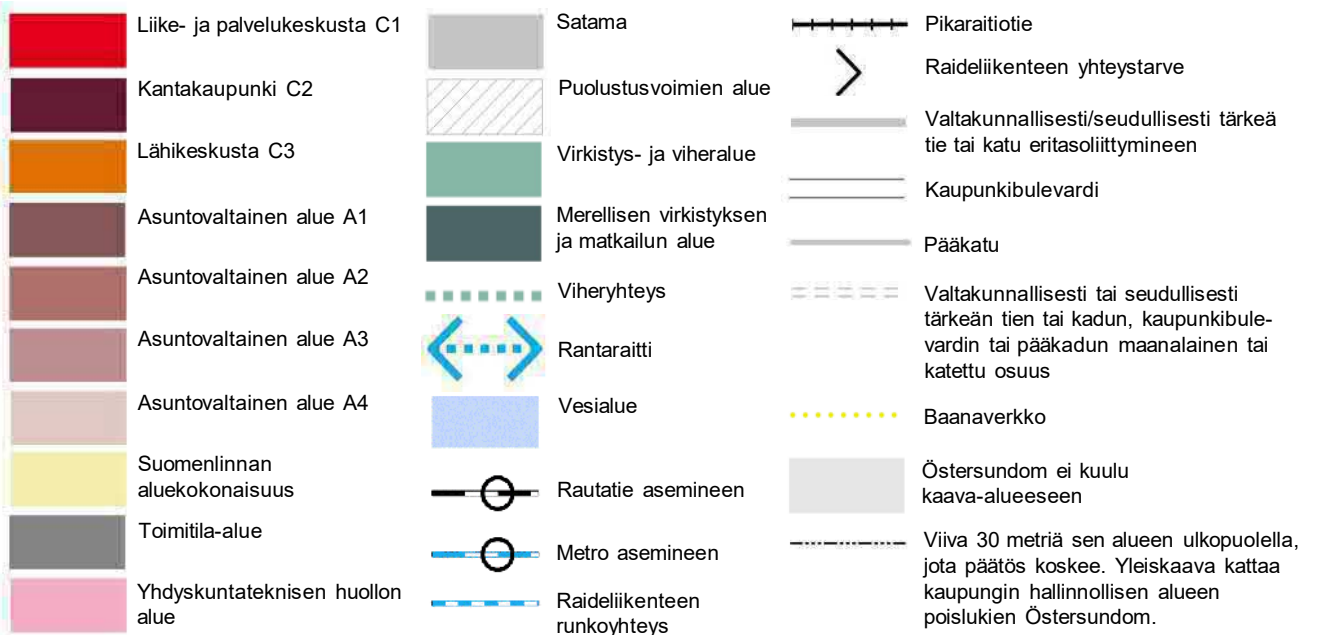 Liike- ja palvelukeskusta C1
Kantakaupunki C2
Lähikeskusta C3
Asuntovaltainen alue A1
Asuntovaltainen alue A2
Asuntovaltainen alue A3
Asuntovaltainen alue A4
Suomenlinnan
aluekokonaisuus
Toimitila-alue
Yhdyskuntateknisen huollon
alue
Satama
Puolustusvoimien alue
Virkistys- ja viheralue
Merellisen virkistyksen
ja matkailun alue
Viheryhteys
Rantaraitti
Vesialue
Rautatie asemineen
Metro asemineen
Raideliikenteen
runkoyhteys
Pikaraitiotie
Raideliikenteen yhteystarve
Valtakunnallisesti/seudullisesti tärkeä
tie tai katu eritasoliittymineen
Kaupunkibulevardi
Pääkatu
Valtakunnallisesti tai seudullisesti
tärkeän tien tai kadun, kaupunkibule-
vardin tai pääkadun maanalainen tai
katettu osuus
Baanaverkko
Östersundom ei kuulu
kaava-alueeseen
Viiva 30 metriä sen alueen ulkopuolella,
jota päätös koskee. Yleiskaava kattaa
kaupungin hallinnollisen alueen
poislukien Östersundom.